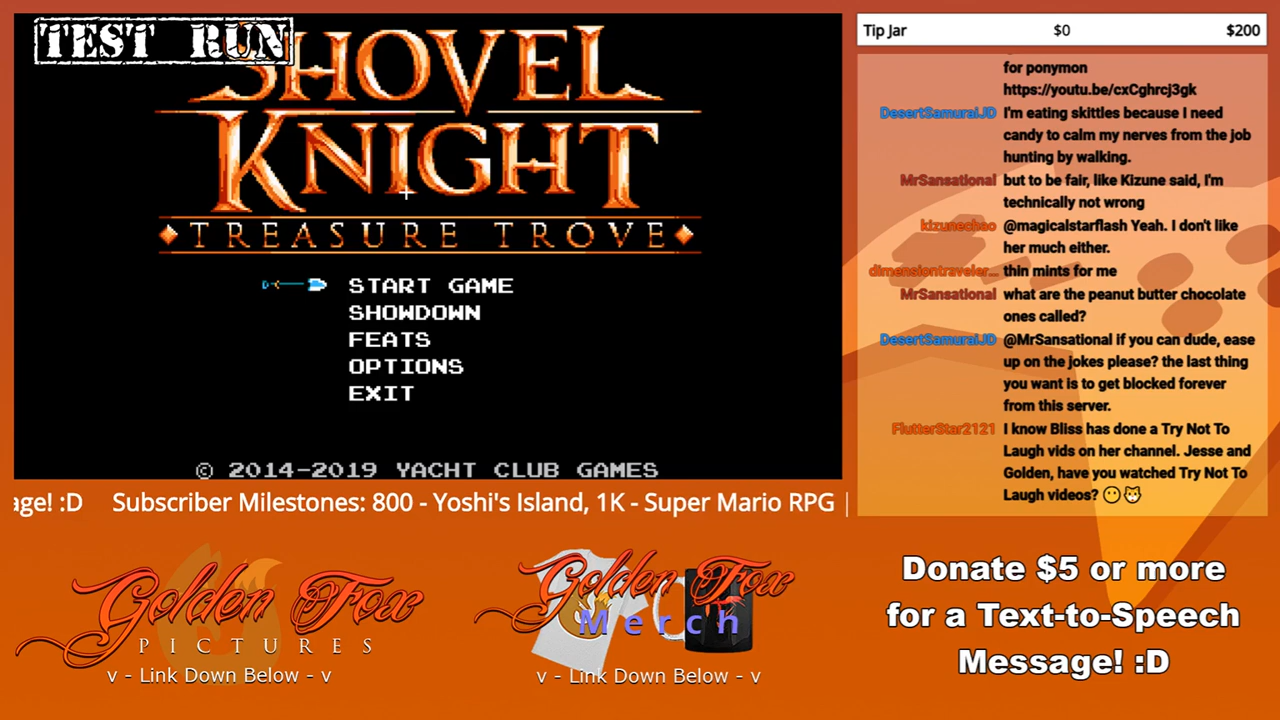 TEST RUN
SHOVEL
KNIGHT
TREASURE TROVE
START GAME
SHOWDOWN
FEATS
OPTIONS
EXIT
© 2014-2019 YACHT CLUB GAMES
age! :D Subscriber Milestones: 800 - Yoshi's Island, 1K - Super Mario RPG |
Tip Jar $0 $200
for ponymon
https://youtu.be/cxCghrcj3gk
DesertSamuraiJD I'm eating skittles because I need
candy to calm my nerves from the job
hunting by walking.
MrSansational but to be fair, like Kizune said, I'm
technically not wrong
kizunechao @magicalstarflash Yeah. I don't like
her much either.
dimensiontraveler... thin mints for me
MrSansational what are the peanut butter chocolate
ones called?
DesertSamuraiJD @MrSansational if you can dude, ease
up on the jokes please? the last thing
you want is to get blocked forever
from this server.
FlutterStar2121 I know Bliss has done a Try Not To
Laugh vids on her channel. Jesse and
Golden, have you watched Try Not To
Laugh videos? 😶🐱
Golden Fox
PICTURES
v - Link Down Below - v
Golden Fox
Merch
v - Link Down Below - v
Donate $5 or more
for a Text-to-Speech
Message! :D